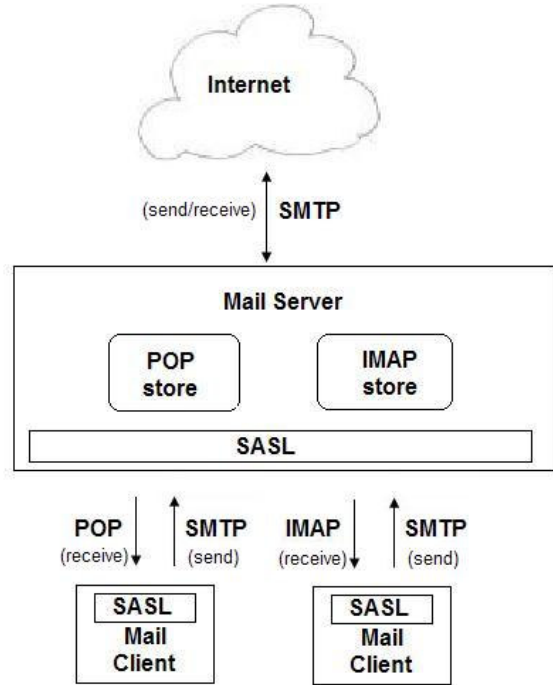 Internet
(send/receive) SMTP
Mail Server
POP
store
IMAP
store
SASL
POP
(receive)
SMTP
(send)
IMAP
(receive)
SMTP
(send)
SASL
Mail
Client
SASL
Mail
Client